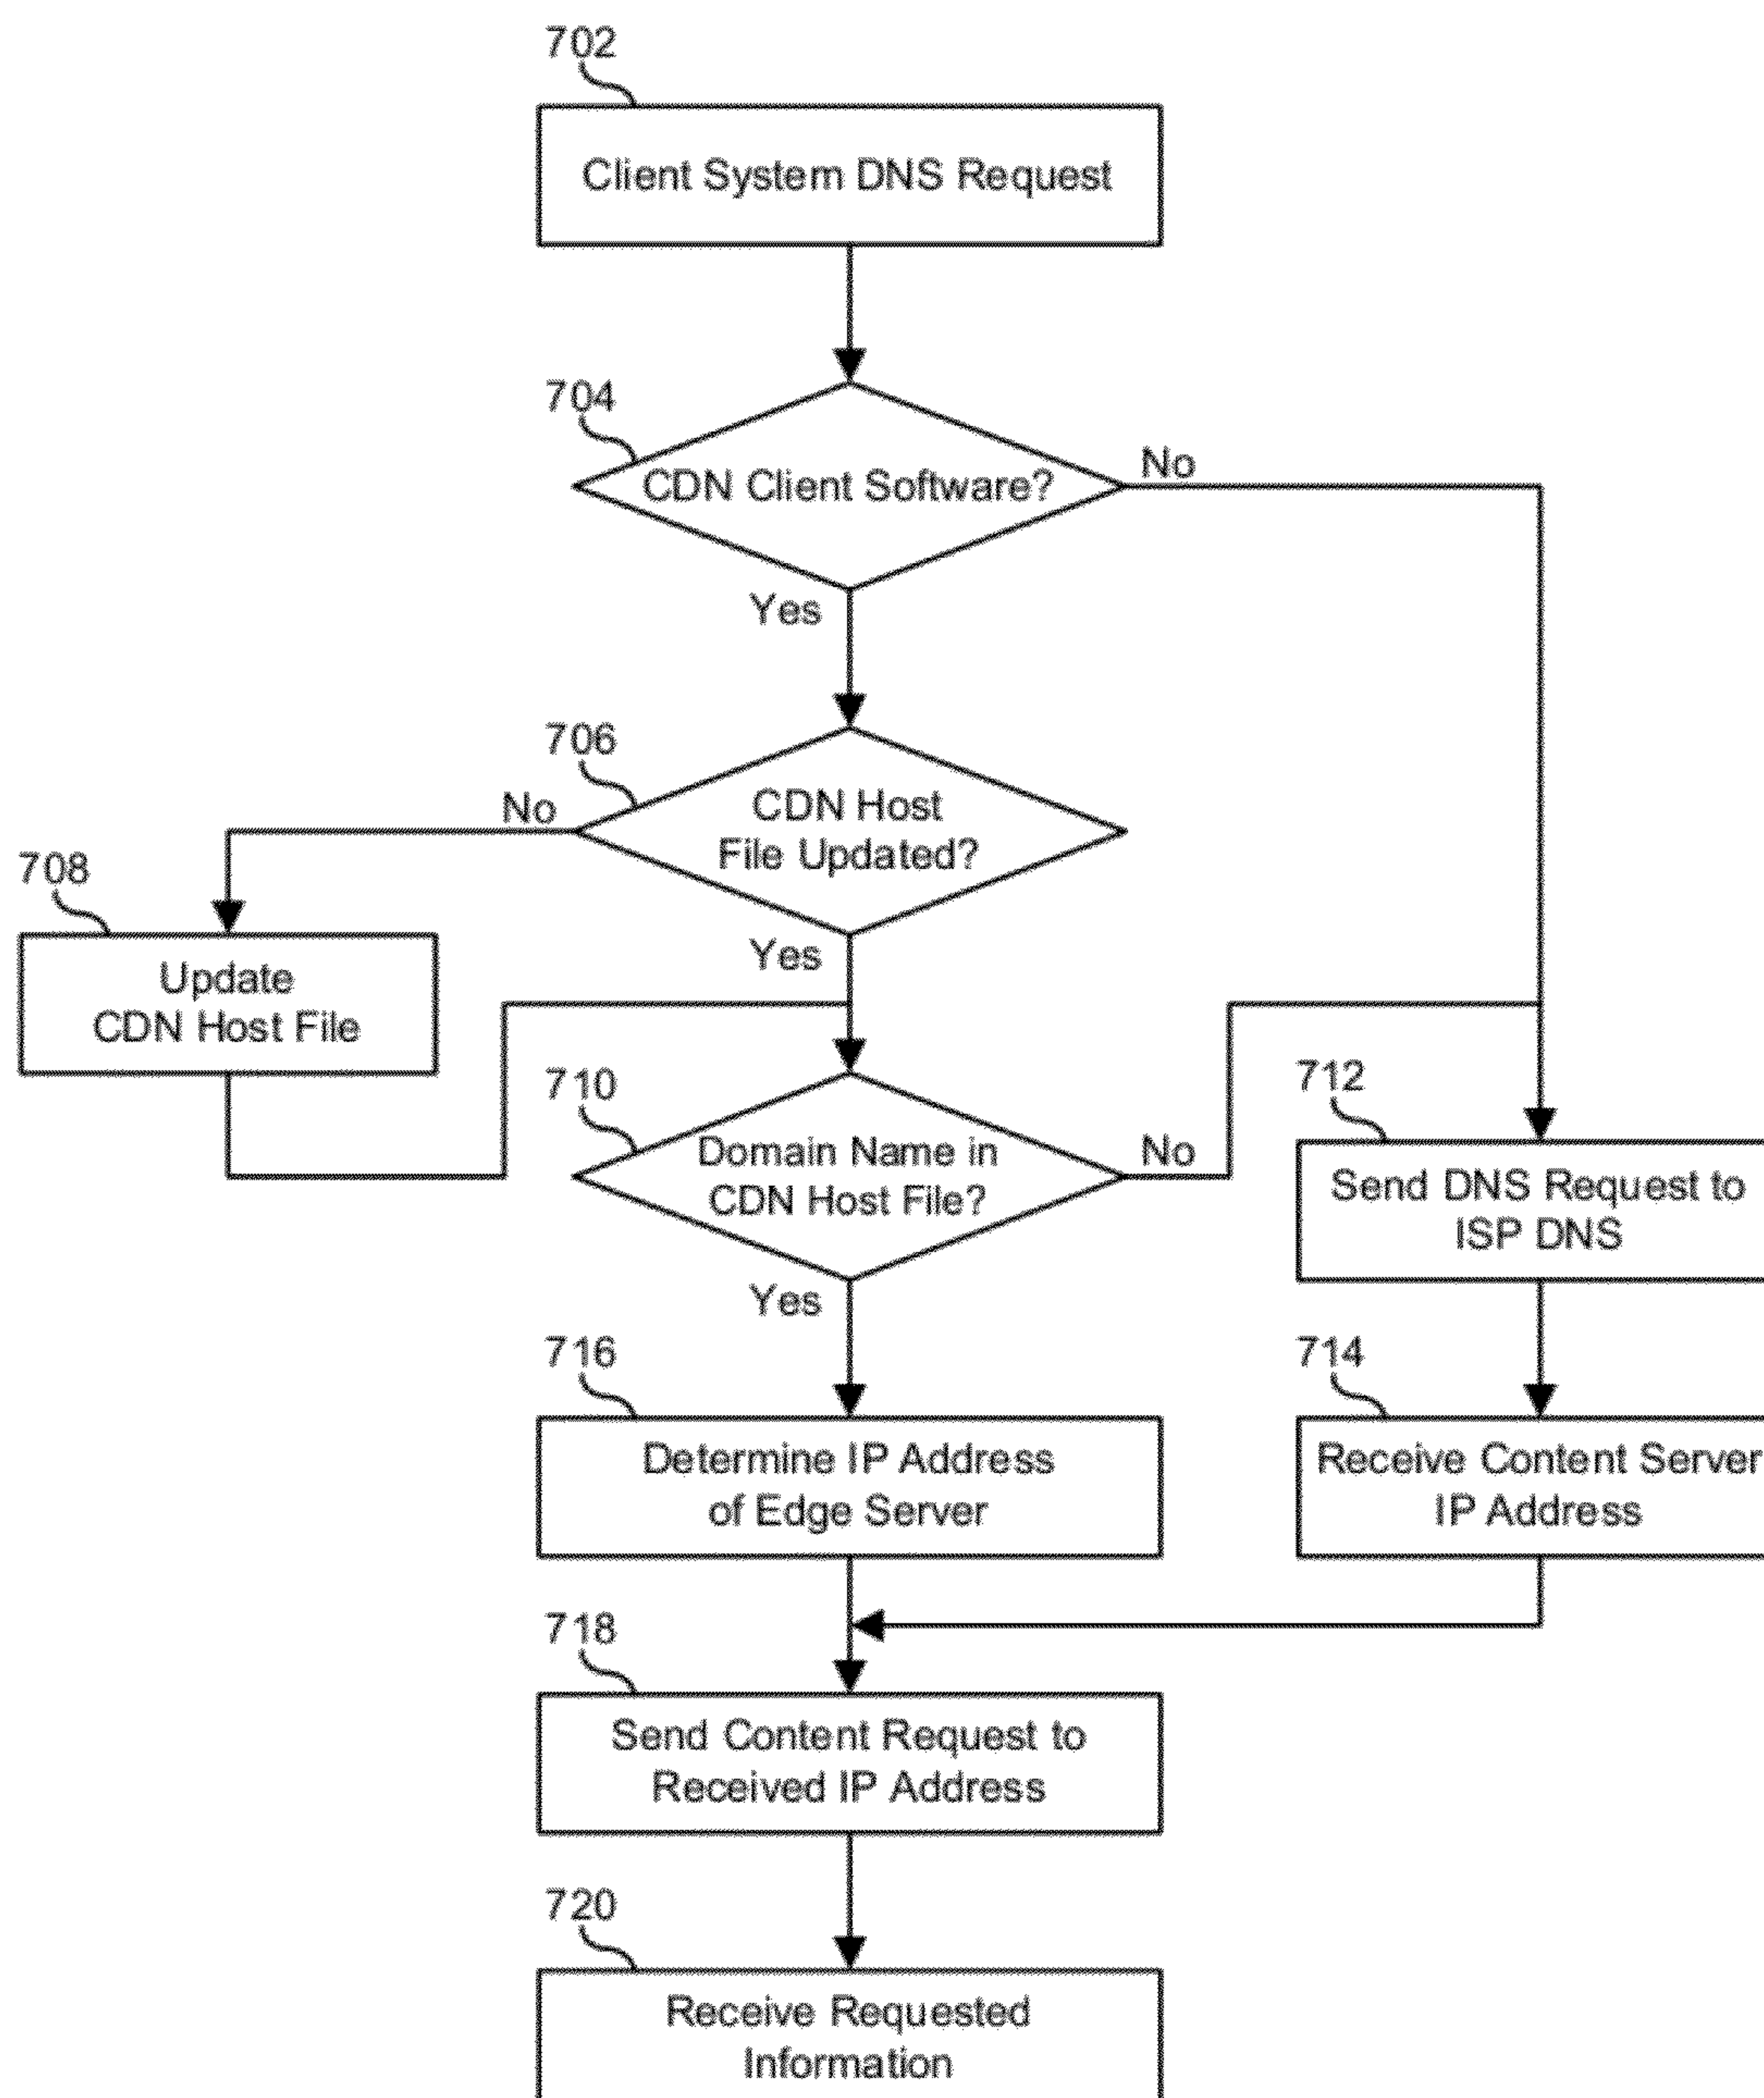 702
Client System DNS Request
704
CDN Client Software?
No
Yes
706
CDN Host
File Updated?
No
Yes
708
Update
CDN Host File
710
Domain Name in
CDN Host File?
No
Yes
712
Send DNS Request to
ISP DNS
714
Receive Content Server
IP Address
716
Determine IP Address
of Edge Server
718
Send Content Request to
Received IP Address
720
Receive Requested
Information